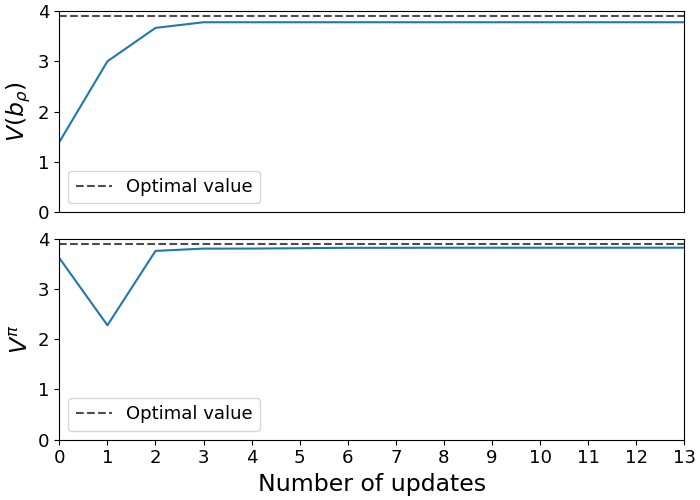 4
3
2
1
0
V(b_ρ)
Optimal value
4
3
2
1
0
V^π
Optimal value
0 1 2 3 4 5 6 7 8 9 10 11 12 13
Number of updates